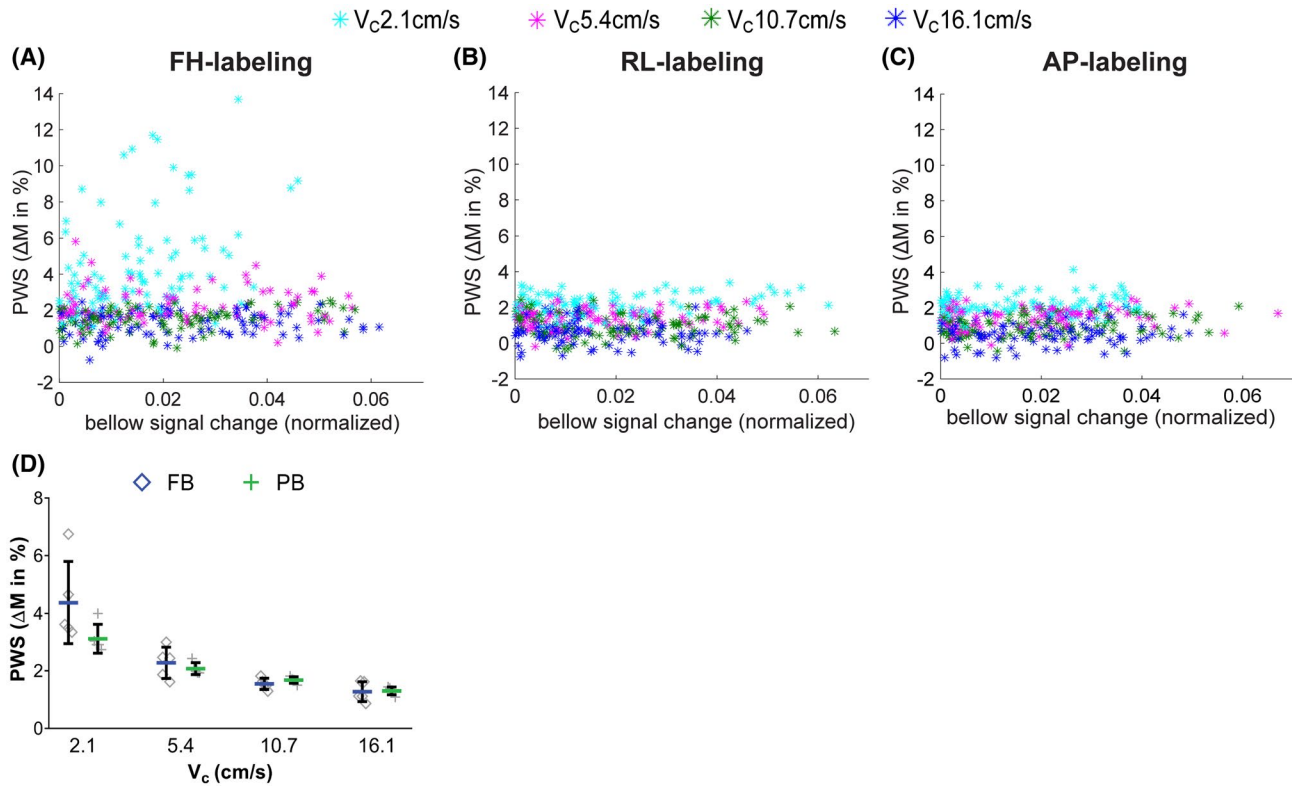 V_C2.1cm/s V_C5.4cm/s V_C10.7cm/s V_C16.1cm/s
(A) FH-labeling
PWS (ΔM in %)
14
12
10
8
6
4
2
0
-2
0 0.02 0.04 0.06
bellow signal change (normalized)
(B) RL-labeling
PWS (ΔM in %)
14
12
10
8
6
4
2
0
-2
0 0.02 0.04 0.06
bellow signal change (normalized)
(C) AP-labeling
PWS (ΔM in %)
14
12
10
8
6
4
2
0
-2
0 0.02 0.04 0.06
bellow signal change (normalized)
(D)
FB PB
PWS (ΔM in %)
8
6
4
2
0
2.1 5.4 10.7 16.1
V_c (cm/s)